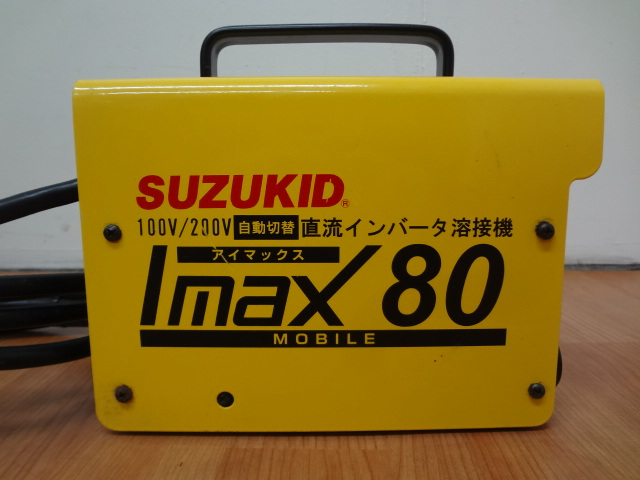 SUZUKID®
100V/200V 自動切替 直流インバータ溶接機
アイマックス
Imax 80
MOBILE